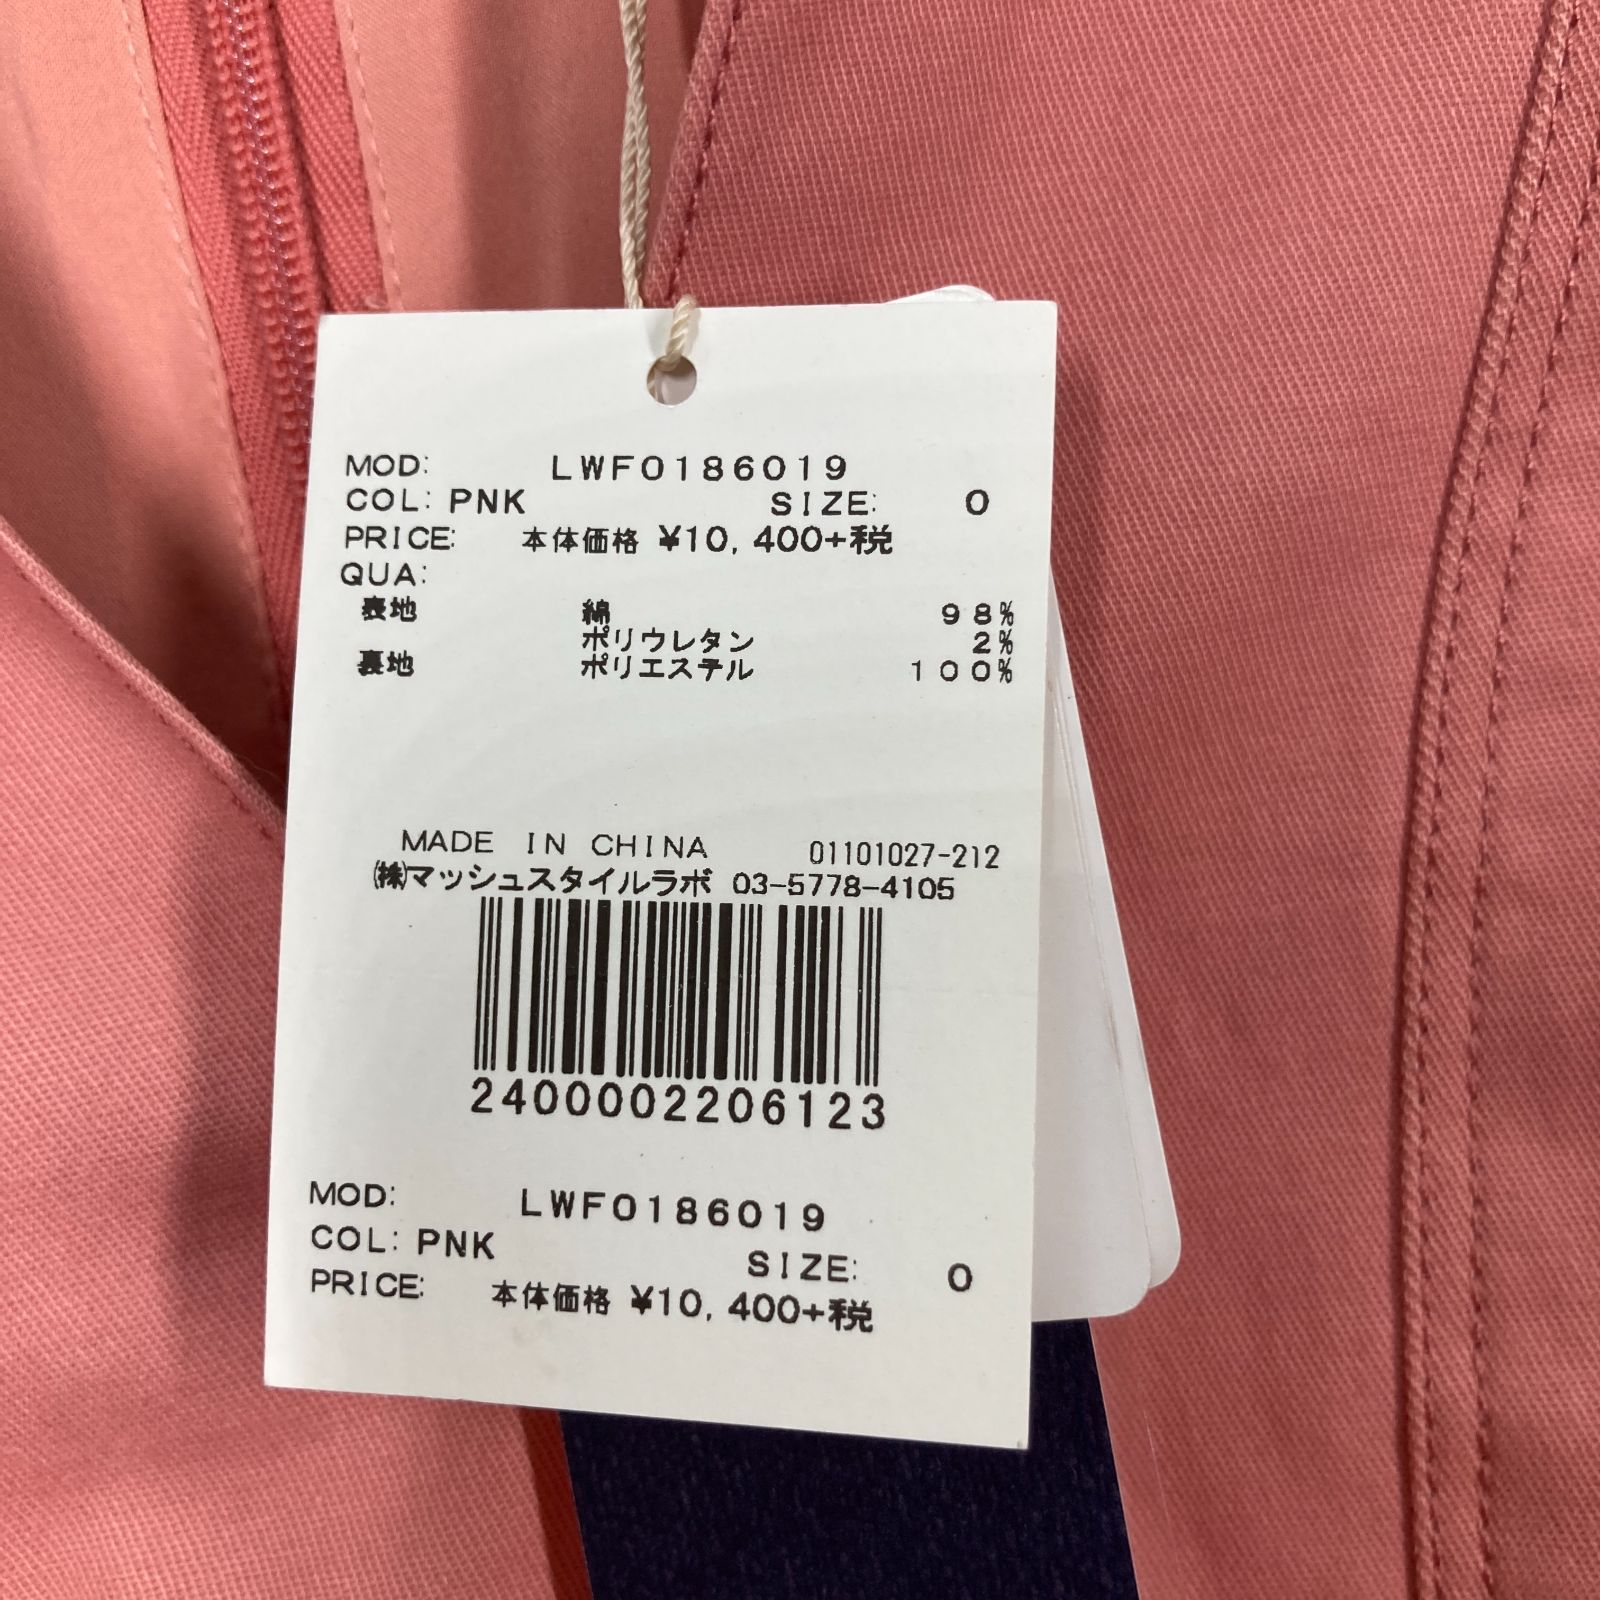 MOD: LWF0186019
COL: PNK SIZE: 0
PRICE: 本体価格 ¥10,400+税
QUA:
表地 綿 98%
ポリウレタン 2%
裏地 ポリエステル 100%
MADE IN CHINA 01101027-212
㈱マッシュスタイルラボ 03-5778-4105
2400002206123
MOD: LWF0186019
COL: PNK SIZE: 0
PRICE: 本体価格 ¥10,400+税